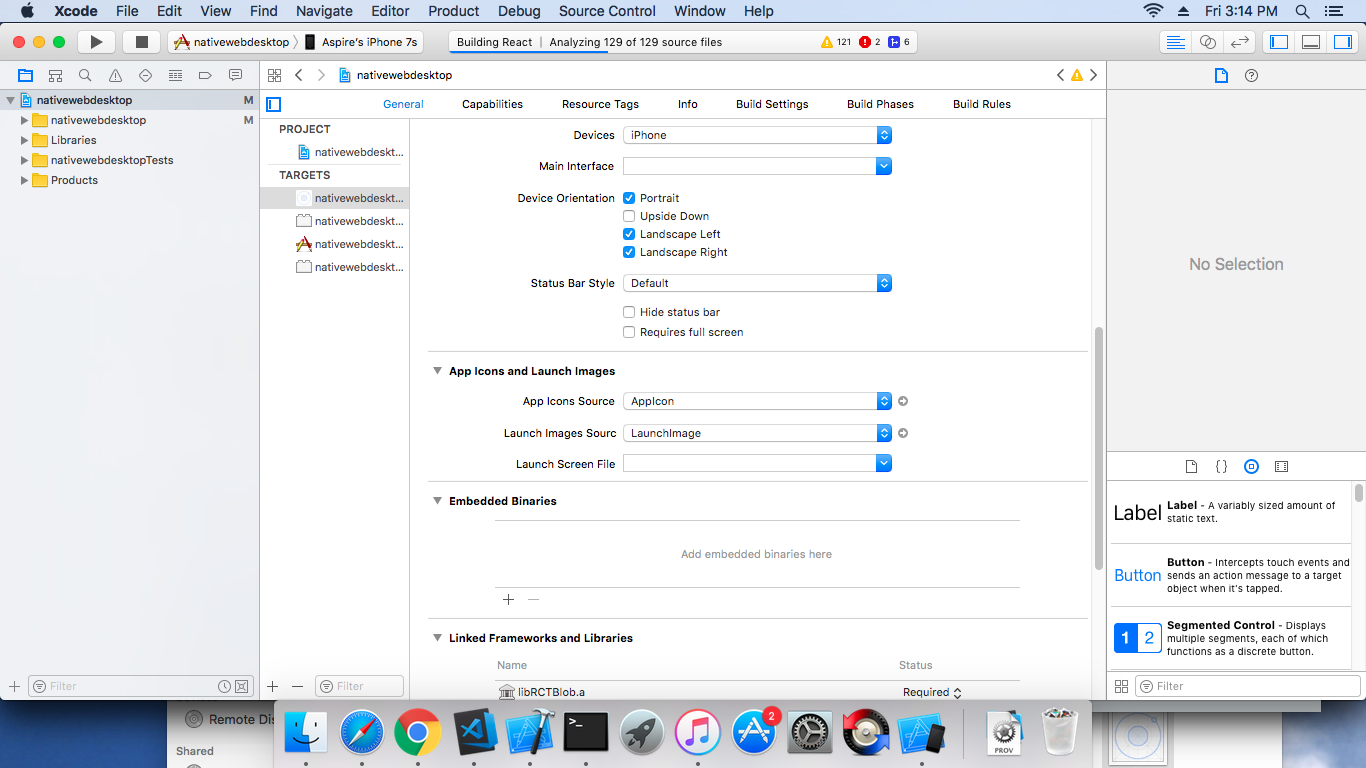 Xcode File Edit View Find Navigate Editor Product Debug Source Control Window Help Fri 3:14 PM
nativewebdesktop Aspire's iPhone 7s Building React | Analyzing 129 of 129 source files 121 2 6
nativewebdesktop
nativewebdesktop M
nativewebdesktop M
Libraries
nativewebdesktopTests
Products
Filter
General Capabilities Resource Tags Info Build Settings Build Phases Build Rules
PROJECT
nativewebdeskt...
TARGETS
nativewebdeskt...
nativewebdeskt...
nativewebdeskt...
nativewebdeskt...
Filter
Devices iPhone
Main Interface
Device Orientation Portrait
Upside Down
Landscape Left
Landscape Right
Status Bar Style Default
Hide status bar
Requires full screen
App Icons and Launch Images
App Icons Source AppIcon
Launch Images Sourc LaunchImage
Launch Screen File
Embedded Binaries
Add embedded binaries here
Linked Frameworks and Libraries
Name Status
libRCTBlob.a Required
No Selection
Label Label - A variably sized amount of
static text.
Button Button - Intercepts touch events and
sends an action message to a target
object when it's tapped.
1 2 Segmented Control - Displays
multiple segments, each of which
functions as a discrete button.
Filter
Remote Dis
Shared
2
PROV